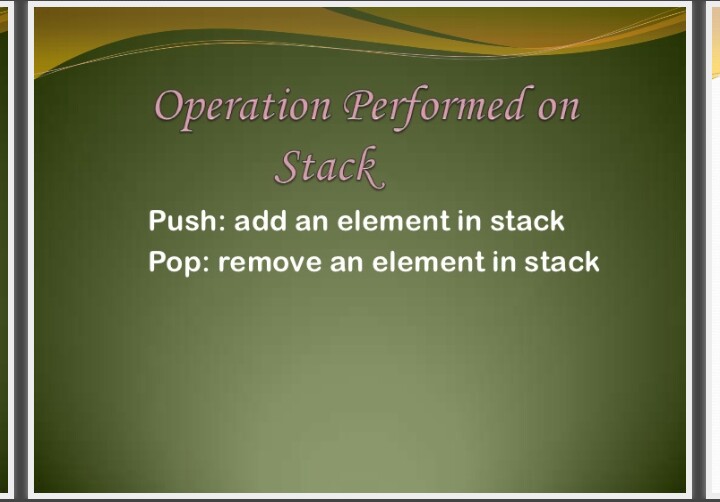 Operation Performed on
Stack
Push: add an element in stack
Pop: remove an element in stack